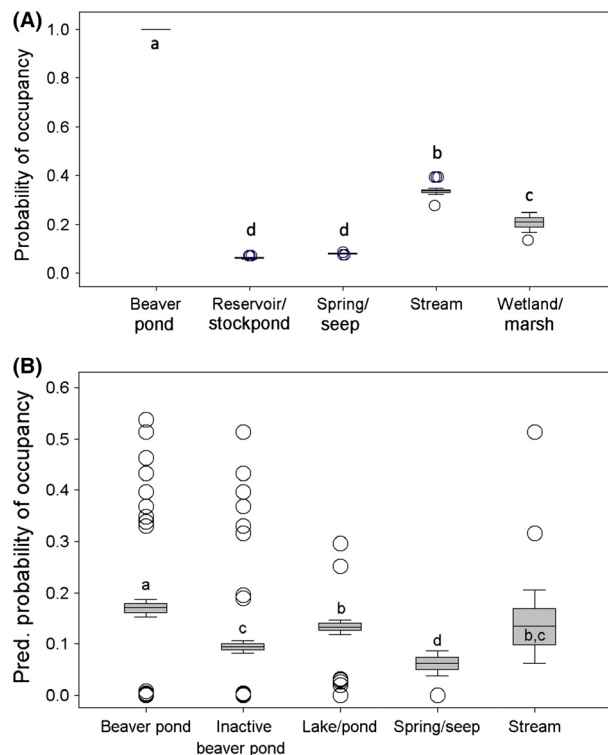 (A)
Probability of occupancy
1.0
0.8
0.6
0.4
0.2
0.0
a
d
d
b
c
Beaver pond
Reservoir/ stockpond
Spring/ seep
Stream
Wetland/ marsh
(B)
Pred. probability of occupancy
0.6
0.5
0.4
0.3
0.2
0.1
0.0
a
c
b
d
b,c
Beaver pond
Inactive beaver pond
Lake/pond
Spring/seep
Stream